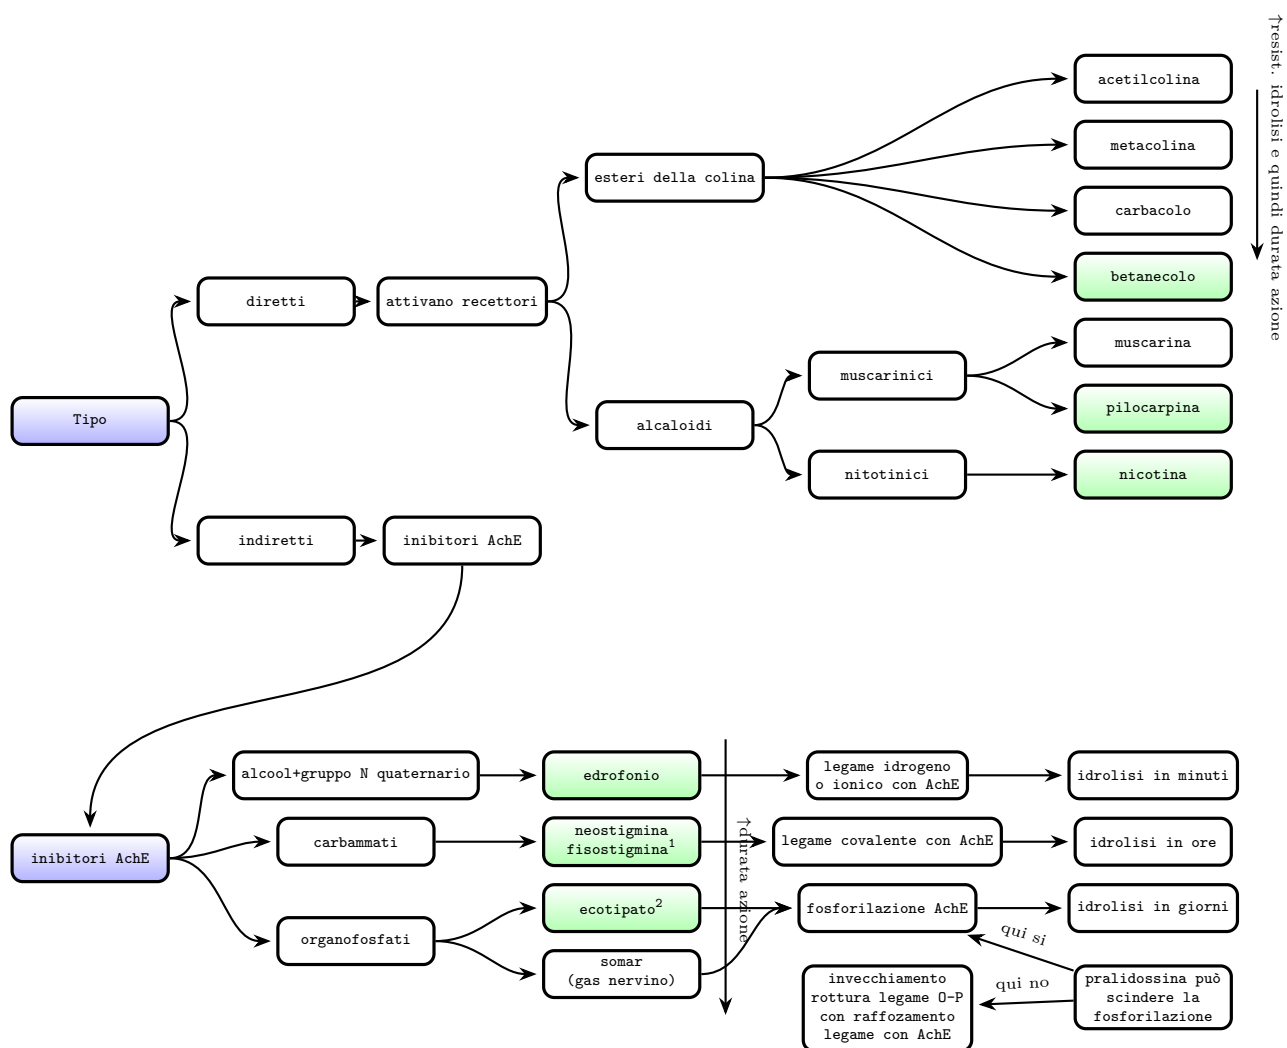 ↑resist. idrolisi e quindi durata azione
acetilcolina
metacolina
esteri della colina
carbacolo
betanecolo
diretti
attivano recettori
muscarina
muscarinici
pilocarpina
Tipo
alcaloidi
nitotinici
nicotina
indiretti
inibitori AchE
alcool+gruppo N quaternario
edrofonio
legame idrogeno
o ionico con AchE
idrolisi in minuti
inibitori AchE
carbammati
neostigmina
fisostigmina¹
↑durata azione
legame covalente con AchE
idrolisi in ore
organofosfati
ecotipato²
fosforilazione AchE
idrolisi in giorni
somar
(gas nervino)
qui si
qui no
invecchiamento
rottura legame O-P
con raffozamento
legame con AchE
pralidossina può
scindere la
fosforilazione